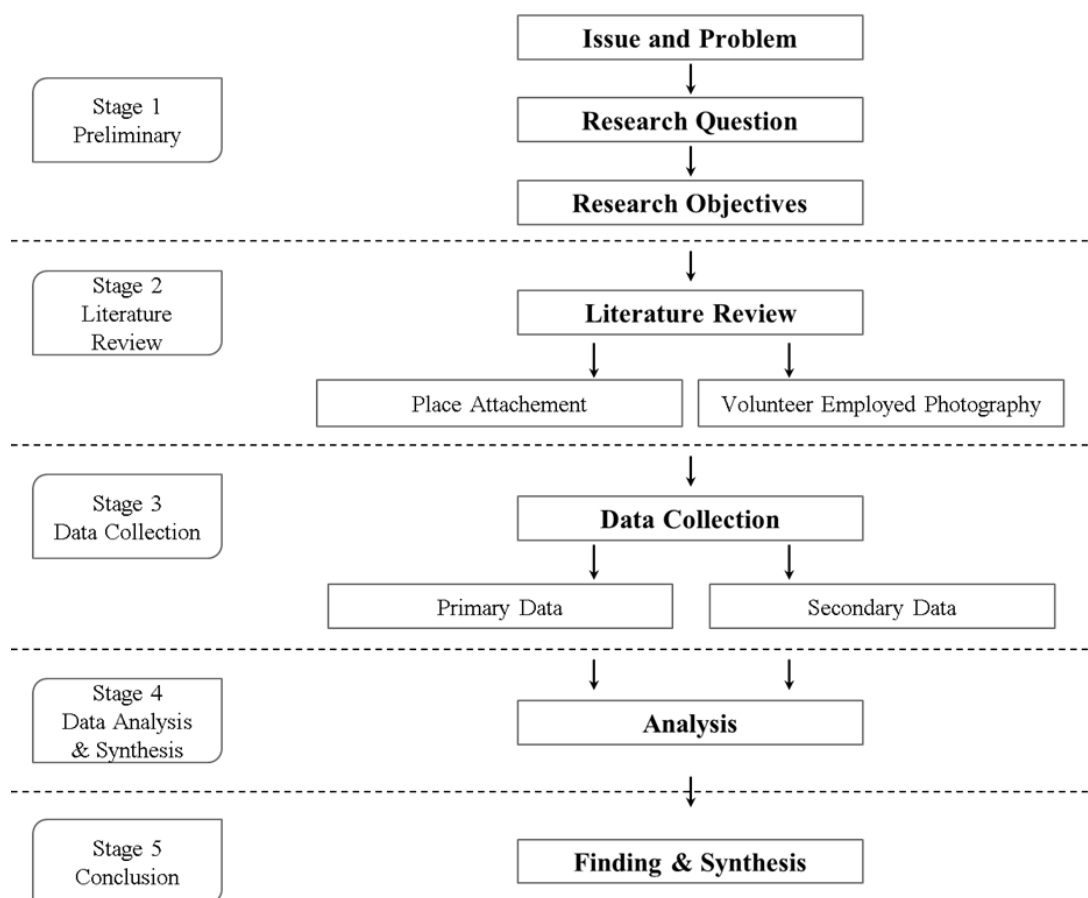 Issue and Problem
Stage 1
Preliminary
Research Question
Research Objectives
Stage 2
Literature
Review
Literature Review
Place Attachement
Volunteer Employed Photography
Stage 3
Data Collection
Data Collection
Primary Data
Secondary Data
Stage 4
Data Analysis
& Synthesis
Analysis
Stage 5
Conclusion
Finding & Synthesis